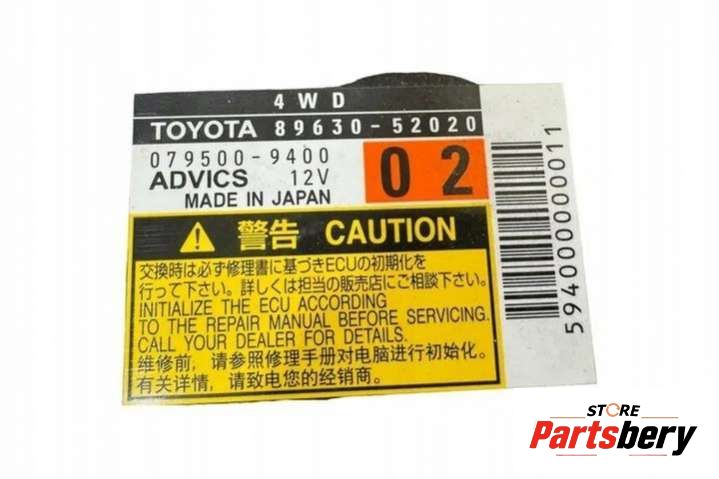 4WD
TOYOTA 89630-52020
079500-9400
ADVICS 12V
MADE IN JAPAN
02
警告 CAUTION
交換時は必ず修理書に基づきECUの初期化を
行って下さい。詳しくは担当の販売店にご相談下さい。
INITIALIZE THE ECU ACCORDING
TO THE REPAIR MANUAL BEFORE SERVICING.
CALL YOUR DEALER FOR DETAILS.
维修前, 请参照修理手册对电脑进行初始化。
有关详情, 请致电您的经销商。
5940000000011
STORE
Partsbery